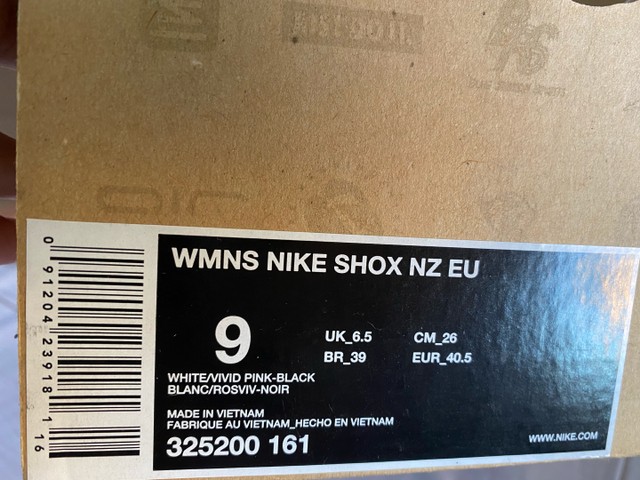 WMNS NIKE SHOX NZ EU
9
UK_6.5 CM_26
BR_39 EUR_40.5
WHITE/VIVID PINK-BLACK
BLANC/ROSVIV-NOIR
MADE IN VIETNAM
FABRIQUE AU VIETNAM_HECHO EN VIETNAM
325200 161
WWW.NIKE.COM
0 91204 23918 1 16